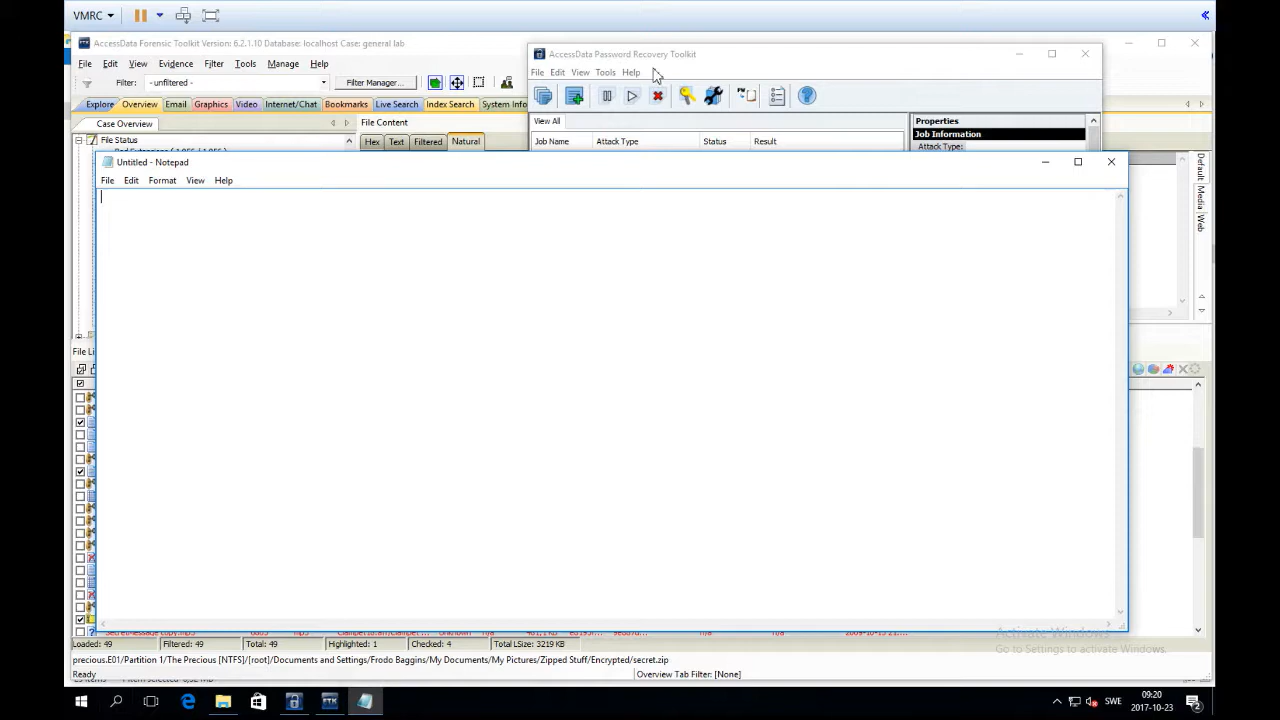 VMRC
AccessData Forensic Toolkit Version: 6.2.1.10 Database: localhost Case: general lab
File Edit View Evidence Filter Tools Manage Help
Filter: - unfiltered - Filter Manager...
Explore Overview Email Graphics Video Internet/Chat Bookmarks Live Search Index Search System Info
Case Overview
File Content
File Status
Hex Text Filtered Natural
AccessData Password Recovery Toolkit
File Edit View Tools Help
View All
Job Name Attack Type Status Result
Properties
Job Information
Attack Type:
Default
Media
Web
Untitled - Notepad
File Edit Format View Help
File Li
Activate Windows
Go to Settings to activate Windows.
Loaded: 49 Filtered: 49 Total: 49 Highlighted: 1 Checked: 4 Total LSize: 3219 KB
precious.E01/Partition 1/The Precious [NTFS]/[root]/Documents and Settings/Frodo Baggins/My Documents/My Pictures/Zipped Stuff/Encrypted/secret.zip
Ready Overview Tab Filter: [None]
FTK
SWE
09:20
2017-10-23
2